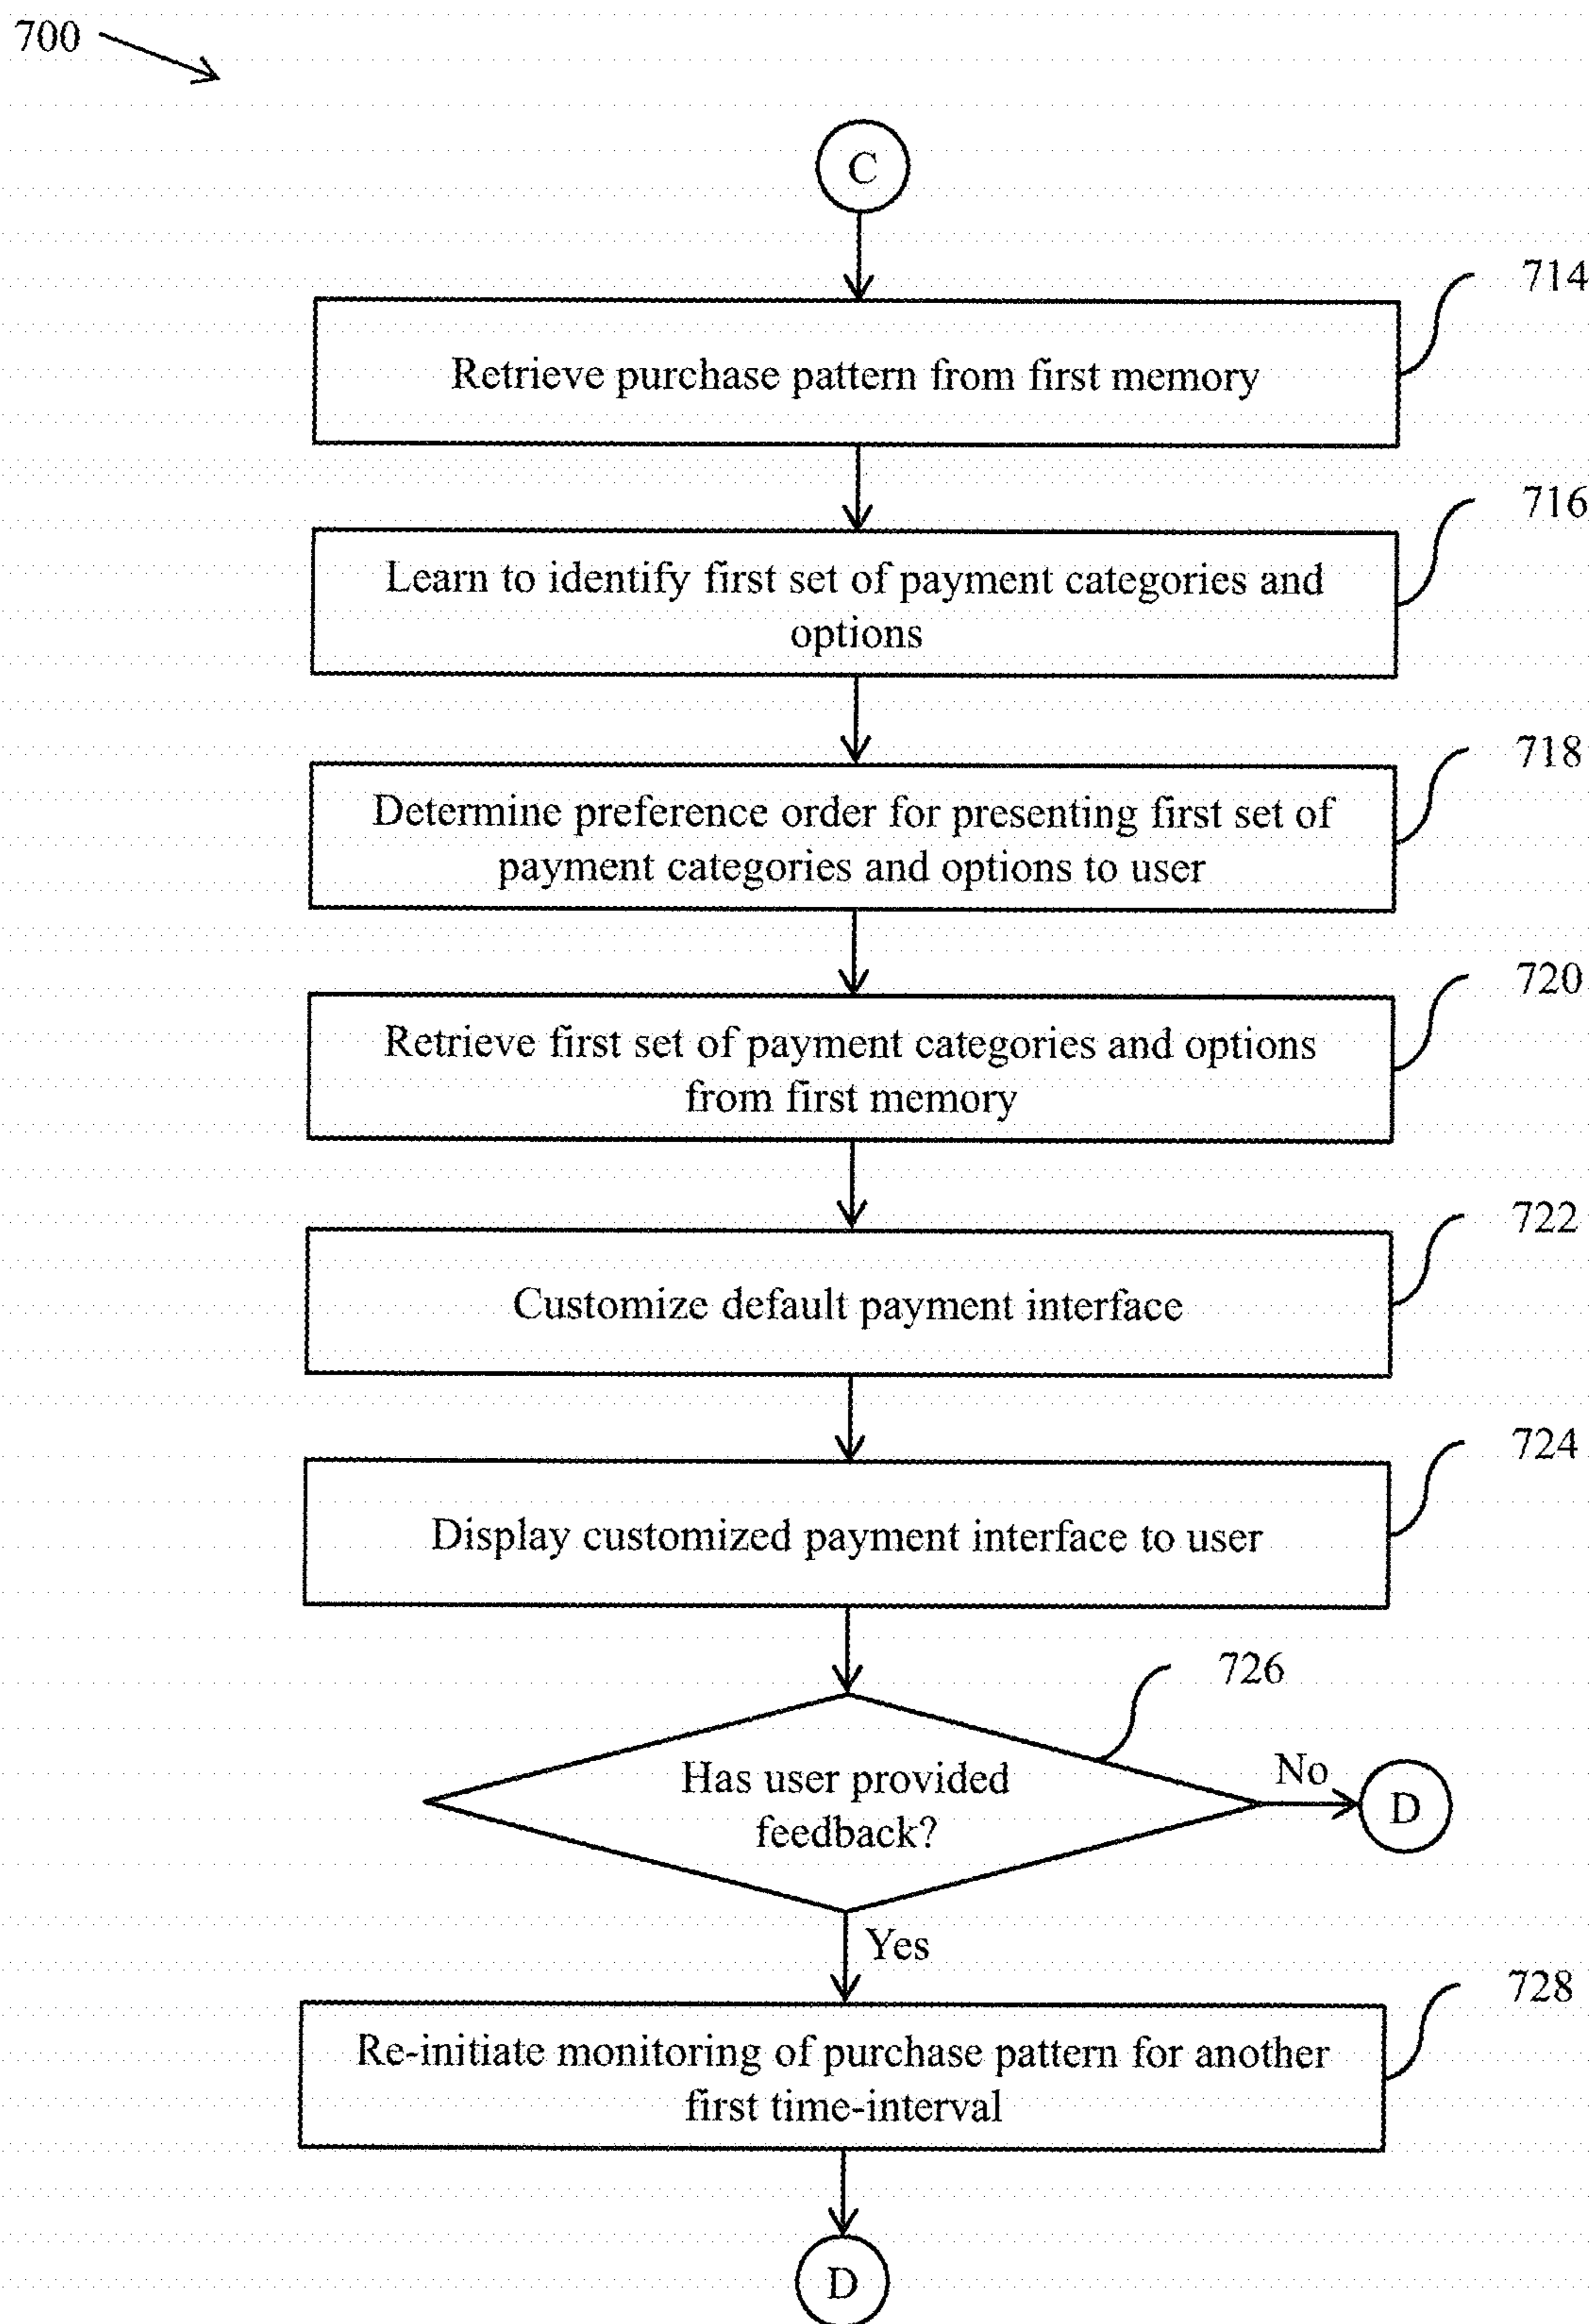 700
C
714
Retrieve purchase pattern from first memory
716
Learn to identify first set of payment categories and
options
718
Determine preference order for presenting first set of
payment categories and options to user
720
Retrieve first set of payment categories and options
from first memory
722
Customize default payment interface
724
Display customized payment interface to user
726
Has user provided
feedback?
No
D
Yes
728
Re-initiate monitoring of purchase pattern for another
first time-interval
D